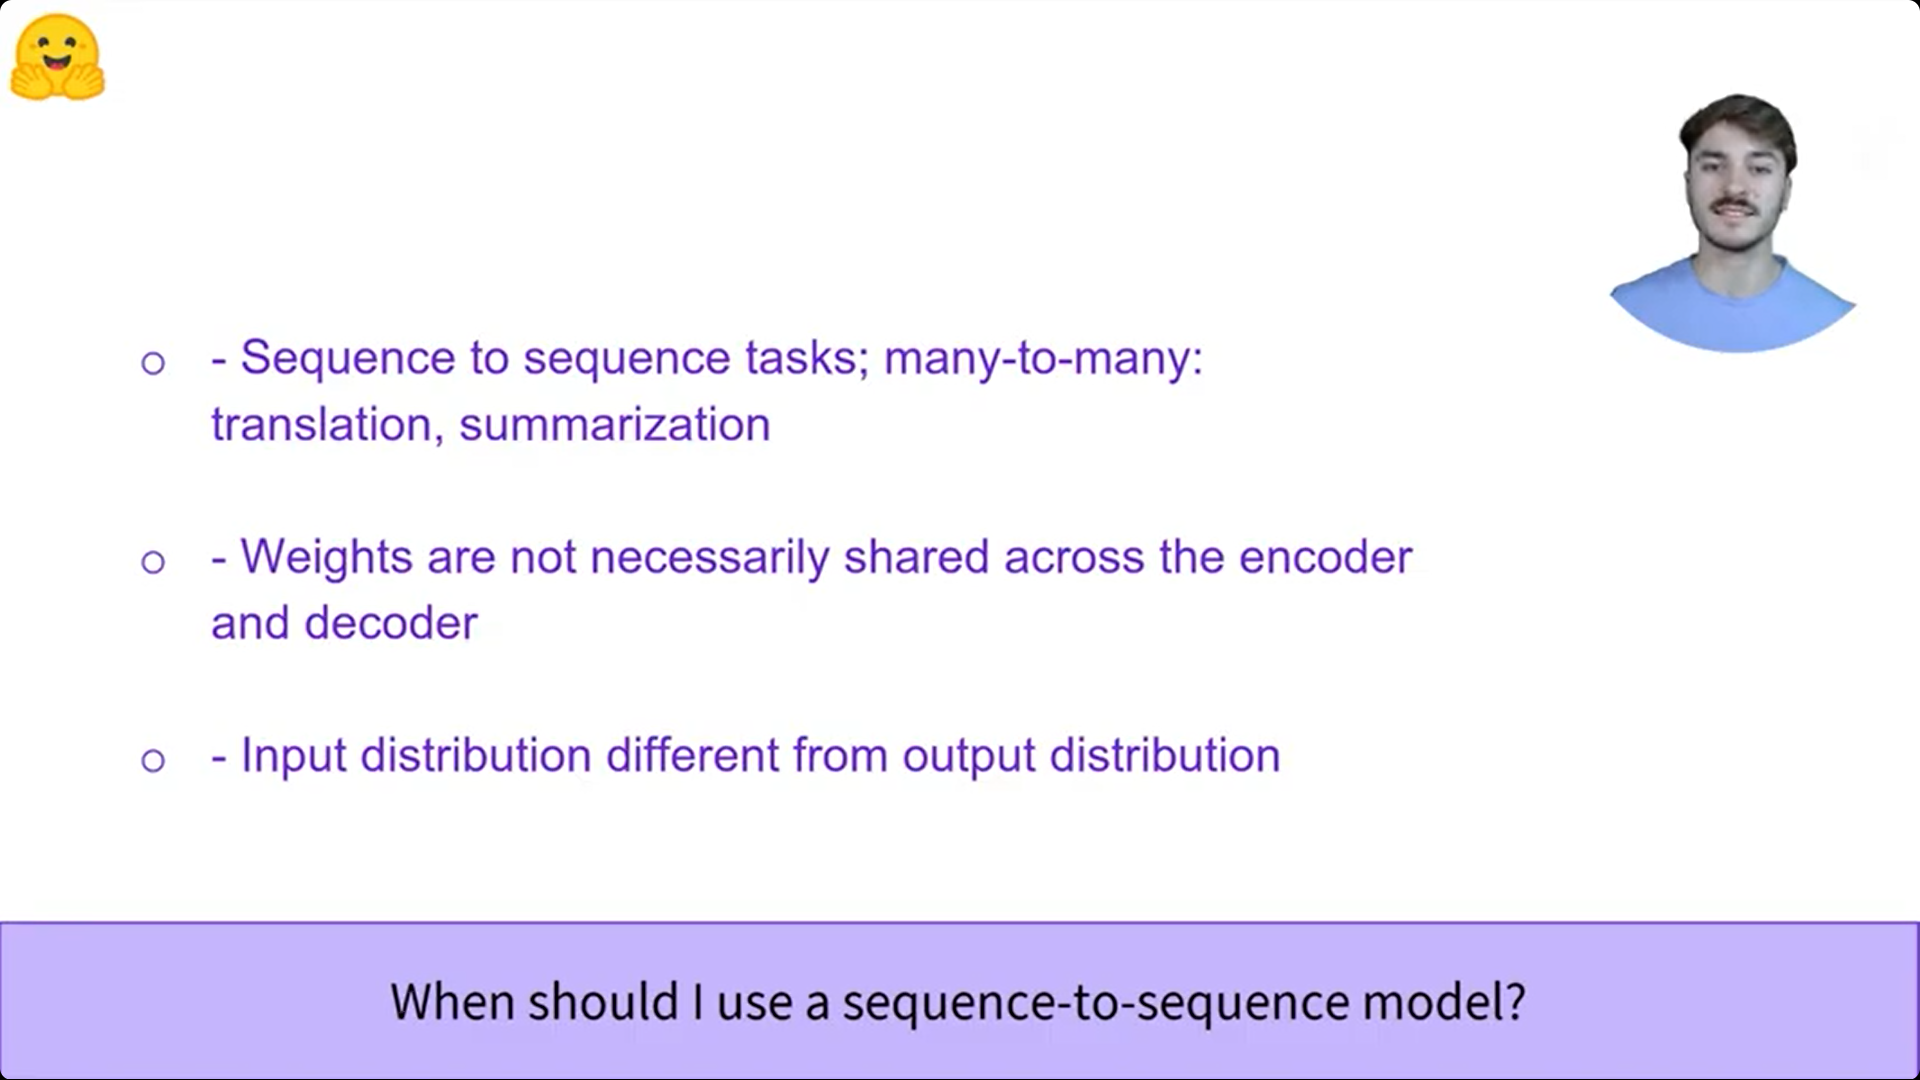 ○ - Sequence to sequence tasks; many-to-many:
translation, summarization
○ - Weights are not necessarily shared across the encoder
and decoder
○ - Input distribution different from output distribution
When should I use a sequence-to-sequence model?